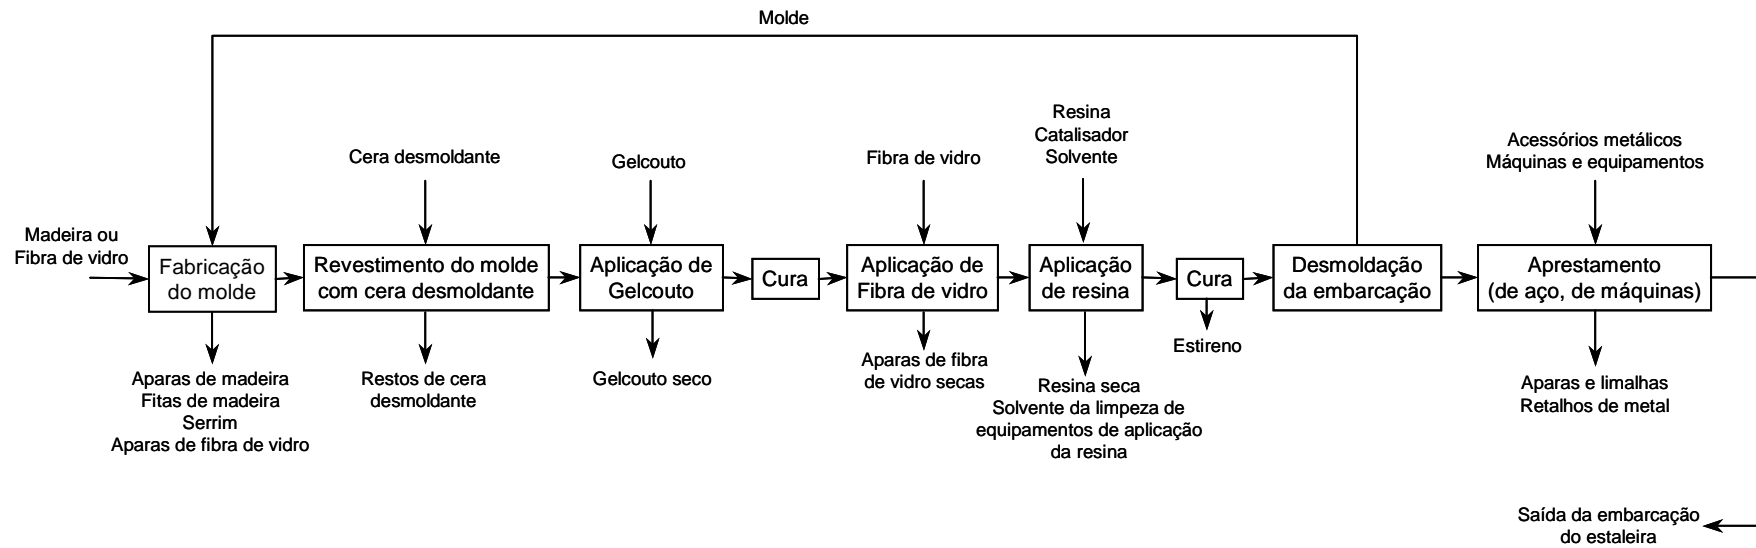 Molde
Resina
Catalisador
Solvente
Acessórios metálicos
Máquinas e equipamentos
Cera desmoldante
Gelcouto
Fibra de vidro
Madeira ou
Fibra de vidro
Fabricação
do molde
Revestimento do molde
com cera desmoldante
Aplicação de
Gelcouto
Cura
Aplicação de
Fibra de vidro
Aplicação
de resina
Cura
Desmoldação
da embarcação
Aprestamento
(de aço, de máquinas)
Aparas de madeira
Fitas de madeira
Serrim
Aparas de fibra de vidro
Restos de cera
desmoldante
Gelcouto seco
Aparas de fibra
de vidro secas
Resina seca
Solvente da limpeza de
equipamentos de aplicação
da resina
Estireno
Aparas e limalhas
Retalhos de metal
Saída da embarcação
do estaleira